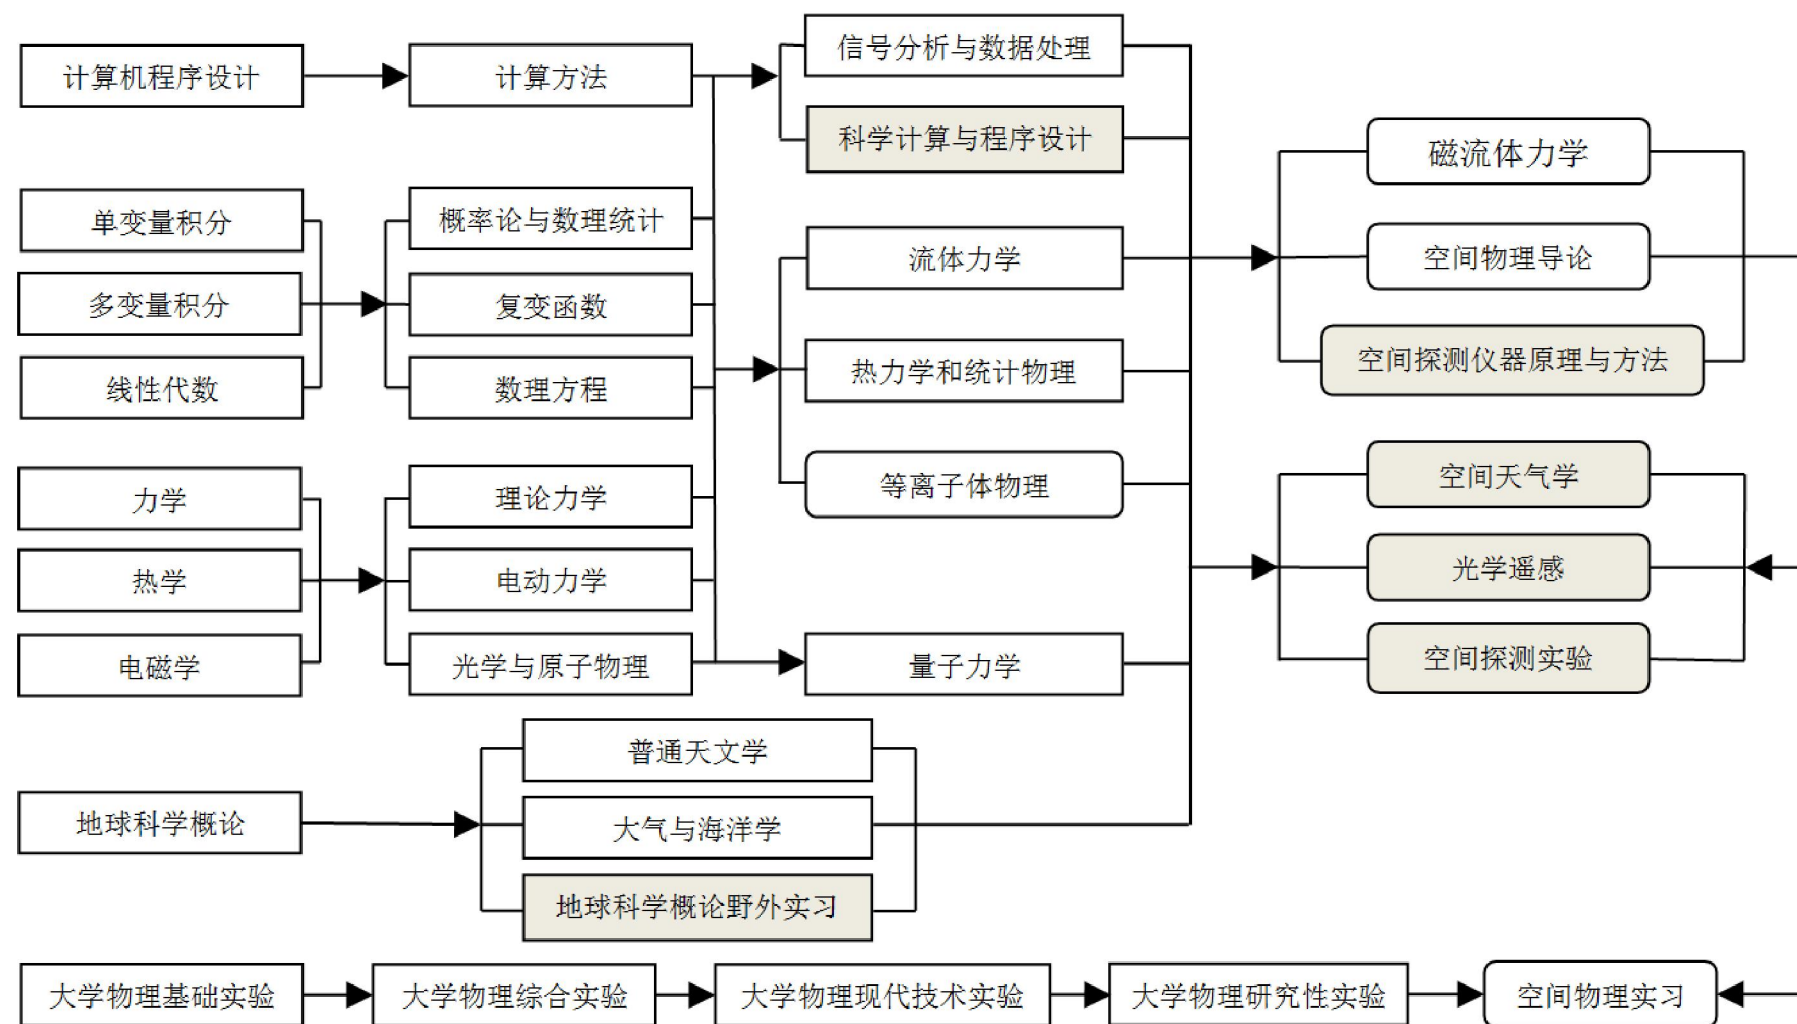 计算机程序设计
计算方法
信号分析与数据处理
科学计算与程序设计
单变量积分
多变量积分
线性代数
概率论与数理统计
复变函数
数理方程
流体力学
热力学和统计物理
等离子体物理
磁流体力学
空间物理导论
空间探测仪器原理与方法
力学
热学
电磁学
理论力学
电动力学
光学与原子物理
量子力学
空间天气学
光学遥感
空间探测实验
地球科学概论
普通天文学
大气与海洋学
地球科学概论野外实习
大学物理基础实验
大学物理综合实验
大学物理现代技术实验
大学物理研究性实验
空间物理实习